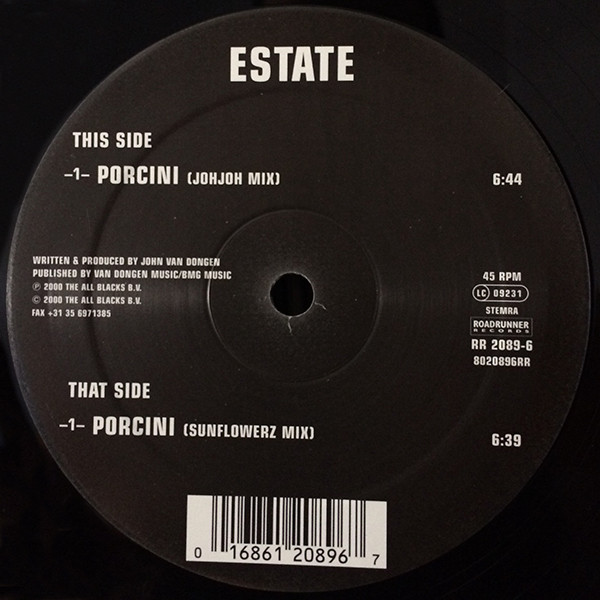 ESTATE
THIS SIDE
–1– PORCINI (JOHJOH MIX) 6:44
WRITTEN & PRODUCED BY JOHN VAN DONGEN
PUBLISHED BY VAN DONGEN MUSIC/BMG MUSIC
℗ 2000 THE ALL BLACKS B.V.
© 2000 THE ALL BLACKS B.V.
FAX +31 35 6971385
45 RPM
LC 09231
STEMRA
ROADRUNNER
RECORDS
RR 2089-6
8020896RR
THAT SIDE
–1– PORCINI (SUNFLOWERZ MIX) 6:39
0 16861 20896 7